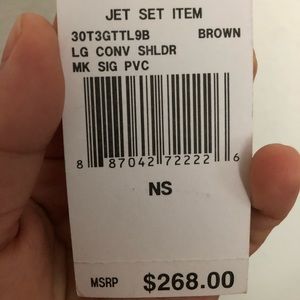 JET SET ITEM
30T3GTTL9B BROWN
LG CONV SHLDR
MK SIG PVC
8 87042 72222 6
NS
MSRP $268.00